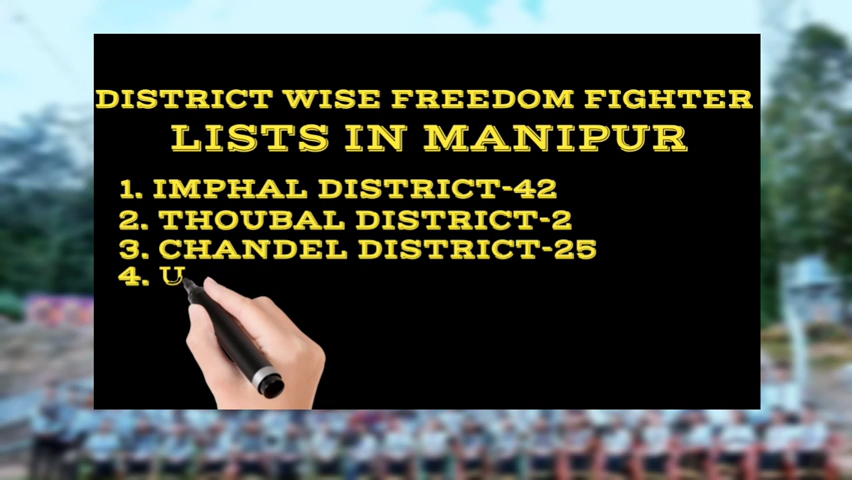 DISTRICT WISE FREEDOM FIGHTER
LISTS IN MANIPUR
1. IMPHAL DISTRICT-42
2. THOUBAL DISTRICT-2
3. CHANDEL DISTRICT-25
4. U